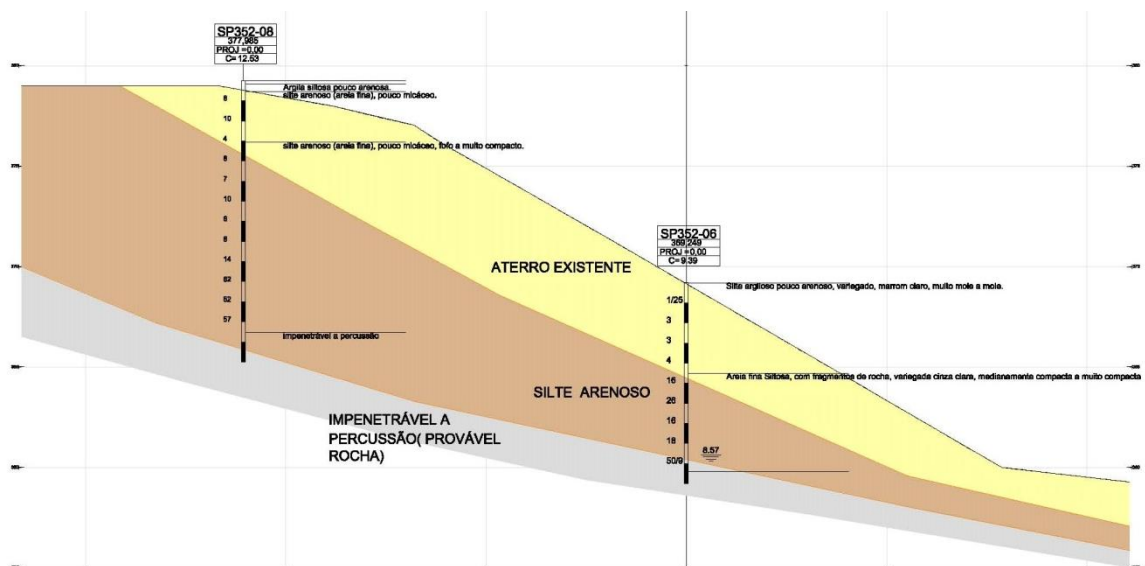 SP352-08
377,985
PROJ =0,00
C= 12.53
Argila siltosa pouco arenosa.
silte arenoso (areia fina), pouco micáceo.
silte arenoso (areia fina), pouco micáceo, fofo a muito compacto.
8
10
4
8
7
10
6
8
14
62
52
57
Impenetrável a percussão
ATERRO EXISTENTE
SILTE ARENOSO
IMPENETRÁVEL A
PERCUSSÃO( PROVÁVEL
ROCHA)
SP352-06
369,249
PROJ =0,00
C= 9,39
Silte argiloso pouco arenoso, variegado, marrom claro, muito mole a mole.
1/25
3
3
4
Areia fina Siltosa, com fragmentos de rocha, variegada cinza clara, medianamente compacta a muito compacta
16
26
16
18
50/9
8.57